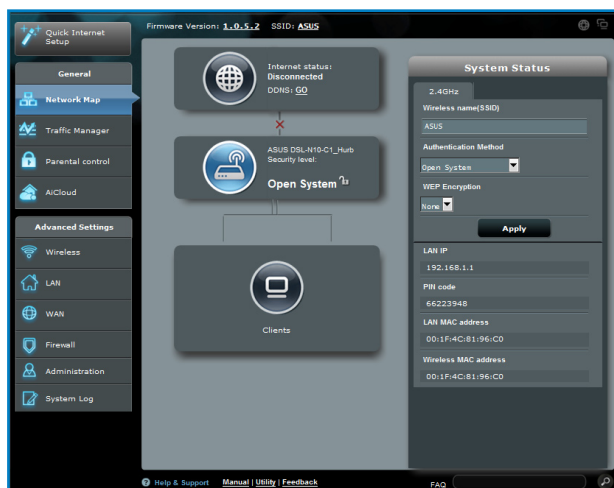 Quick Internet
Setup
Firmware Version: 1.0.5.2 SSID: ASUS
General
Network Map
Traffic Manager
Parental control
AiCloud
Advanced Settings
Wireless
LAN
WAN
Firewall
Administration
System Log
Internet status:
Disconnected
DDNS: GO
ASUS DSL-N10-C1_Hurb
Security level:
Open System
Clients
System Status
2.4GHz
Wireless name(SSID)
ASUS
Authentication Method
Open System
WEP Encryption
None
Apply
LAN IP
192.168.1.1
PIN code
66223948
LAN MAC address
00:1F:4C:81:96:C0
Wireless MAC address
00:1F:4C:81:96:C0
Help & Support Manual | Utility | Feedback
FAQ